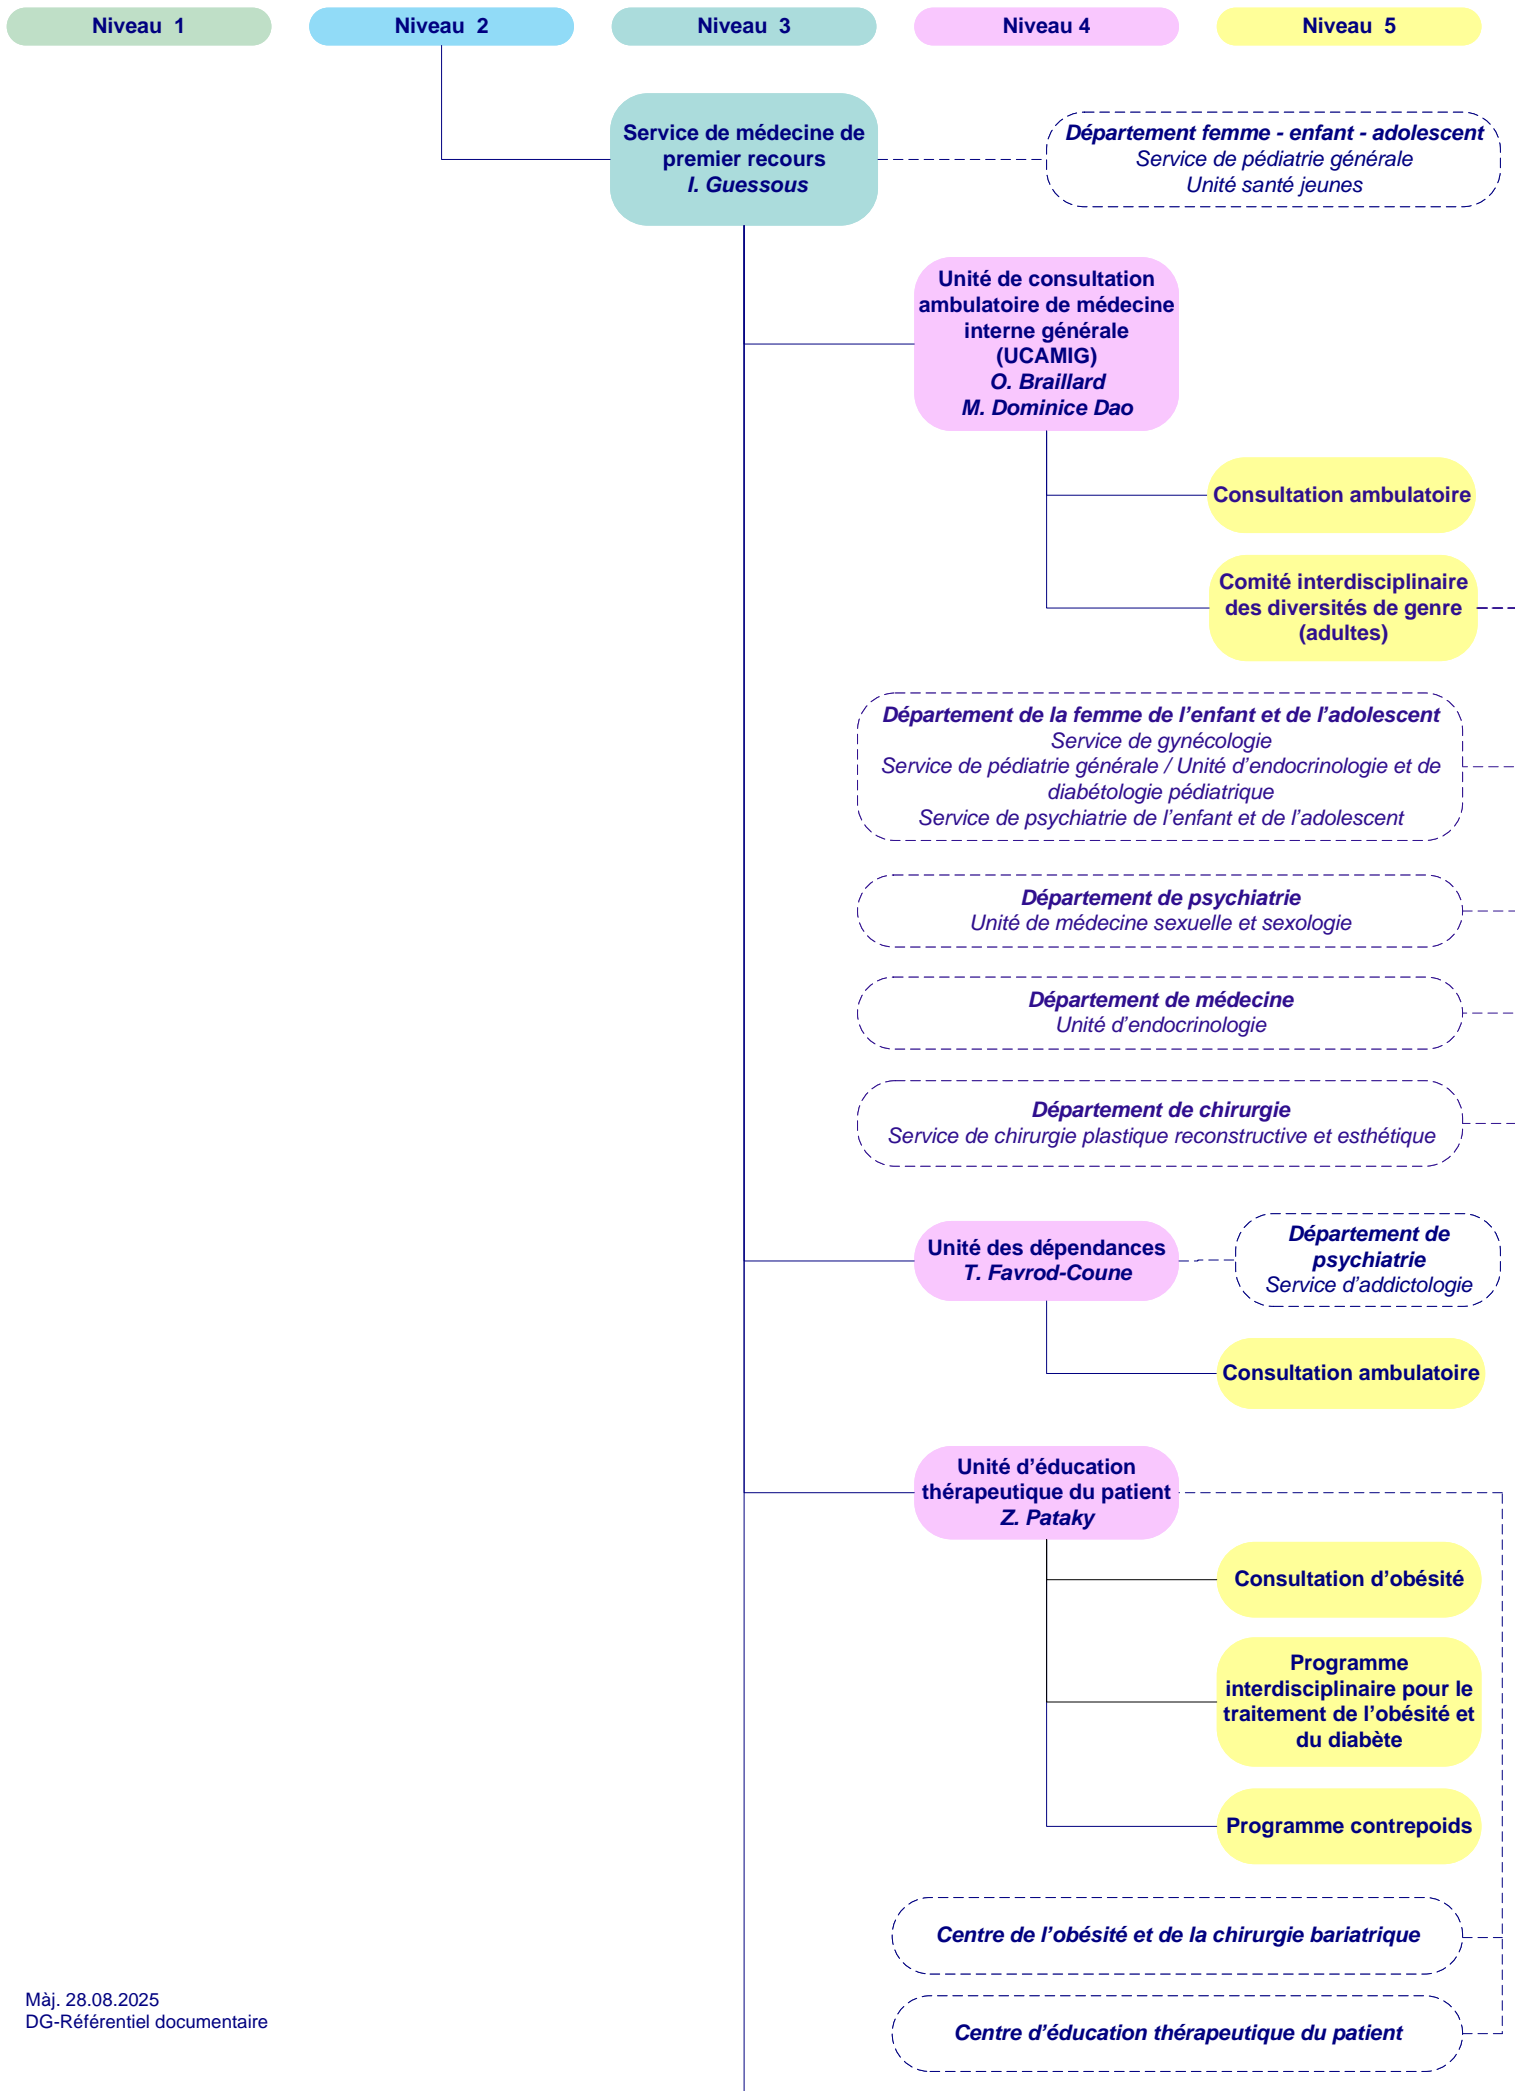 Niveau 1
Niveau 2
Niveau 3
Niveau 4
Niveau 5
Service de médecine de
premier recours
I. Guessous
Département femme - enfant - adolescent
Service de pédiatrie générale
Unité santé jeunes
Unité de consultation
ambulatoire de médecine
interne générale
(UCAMIG)
O. Braillard
M. Dominice Dao
Consultation ambulatoire
Comité interdisciplinaire
des diversités de genre
(adultes)
Département de la femme de l’enfant et de l’adolescent
Service de gynécologie
Service de pédiatrie générale / Unité d’endocrinologie et de
diabétologie pédiatrique
Service de psychiatrie de l’enfant et de l’adolescent
Département de psychiatrie
Unité de médecine sexuelle et sexologie
Département de médecine
Unité d’endocrinologie
Département de chirurgie
Service de chirurgie plastique reconstructive et esthétique
Unité des dépendances
T. Favrod-Coune
Département de
psychiatrie
Service d’addictologie
Consultation ambulatoire
Unité d’éducation
thérapeutique du patient
Z. Pataky
Consultation d’obésité
Programme
interdisciplinaire pour le
traitement de l’obésité et
du diabète
Programme contrepoids
Centre de l’obésité et de la chirurgie bariatrique
Centre d’éducation thérapeutique du patient
Màj. 28.08.2025
DG-Référentiel documentaire